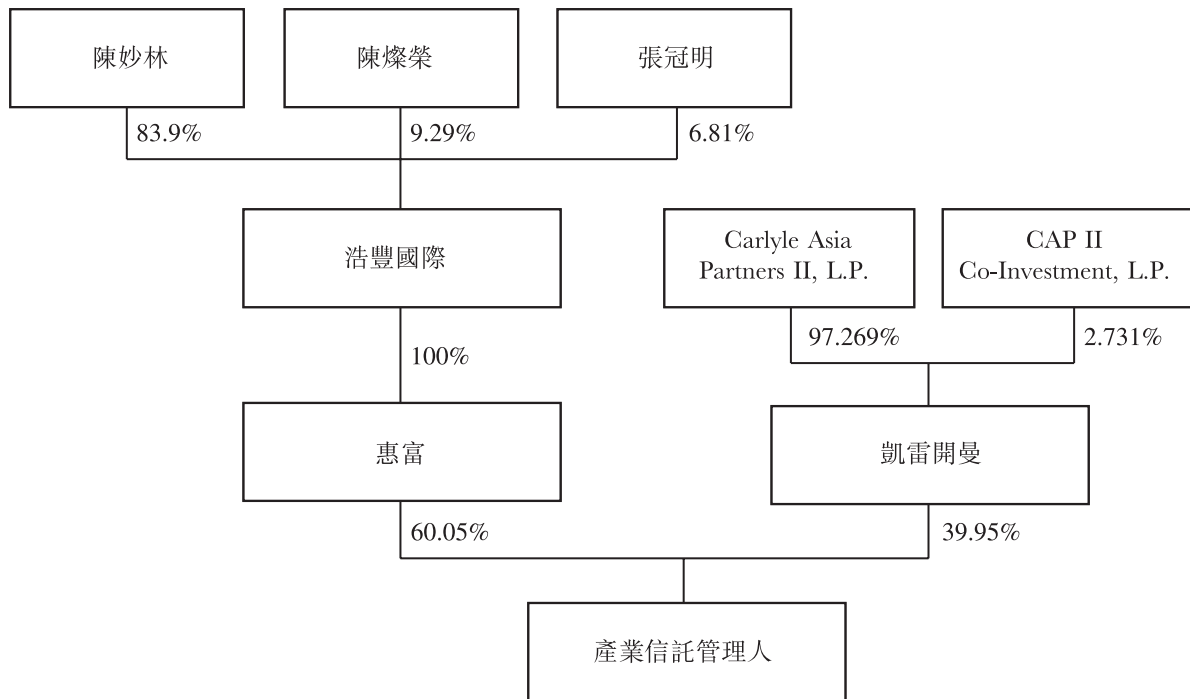 陳妙林
陳燦榮
張冠明
83.9%
9.29%
6.81%
浩豐國際
Carlyle Asia
Partners II, L.P.
CAP II
Co-Investment, L.P.
100%
97.269%
2.731%
惠富
凱雷開曼
60.05%
39.95%
產業信託管理人